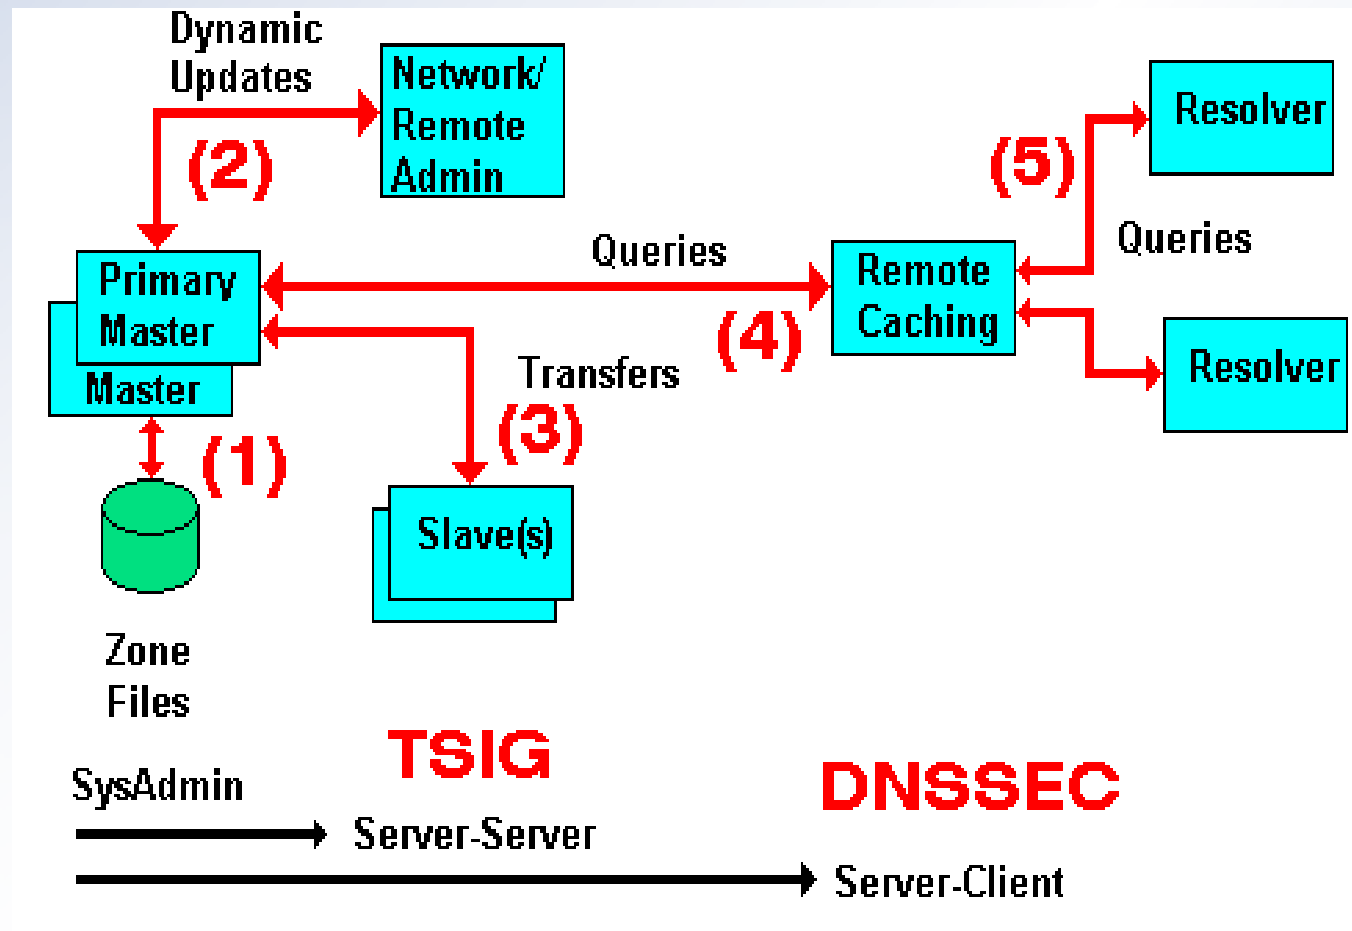 Dynamic
Updates
Network/
Remote
Admin
(2)
Resolver
(5)
Queries
Queries
Primary
Master
Master
Remote
Caching
(4)
Transfers
(3)
Resolver
(1)
Slave(s)
Zone
Files
TSIG
DNSSEC
SysAdmin
Server-Server
Server-Client